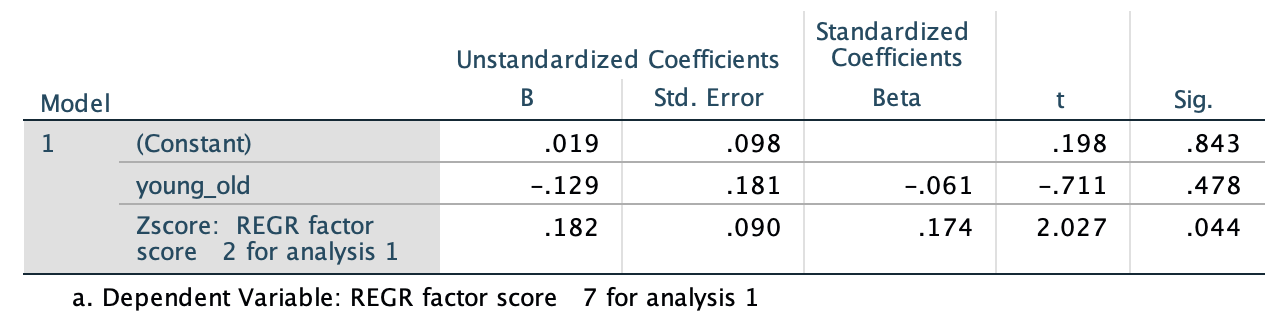 Unstandardized Coefficients Standardized Coefficients
Model B Std. Error Beta t Sig.
1 (Constant) .019 .098 .198 .843
young_old -.129 .181 -.061 -.711 .478
Zscore: REGR factor score 2 for analysis 1 .182 .090 .174 2.027 .044
a. Dependent Variable: REGR factor score 7 for analysis 1